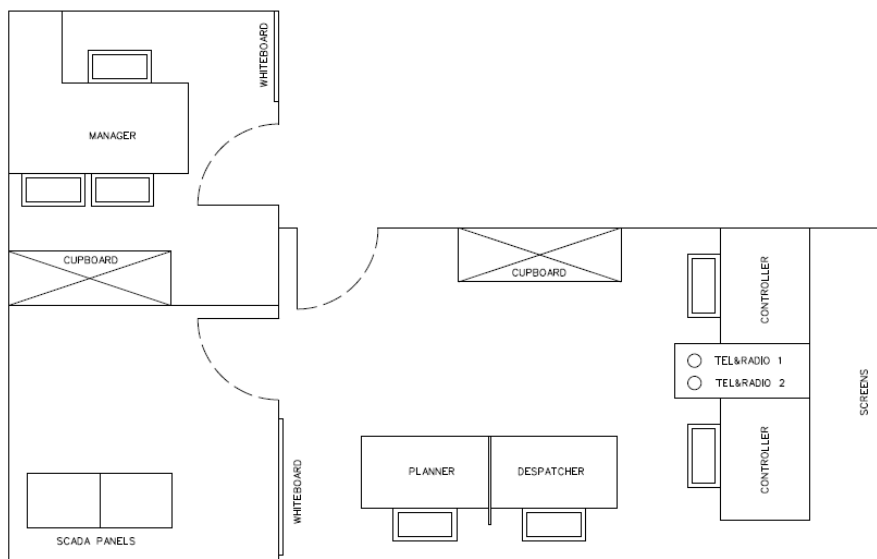 WHITEBOARD
MANAGER
CUPBOARD
CUPBOARD
CONTROLLER
TEL&RADIO 1
TEL&RADIO 2
SCREENS
CONTROLLER
PLANNER
DESPATCHER
WHITEBOARD
SCADA PANELS